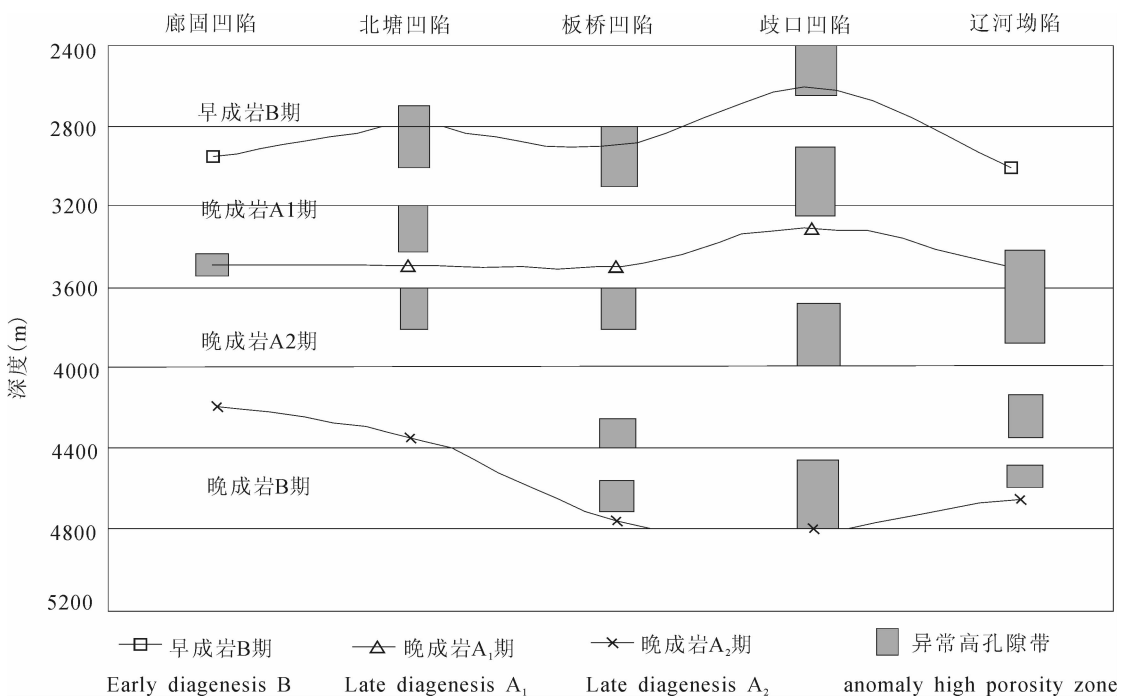 廊固凹陷 北塘凹陷 板桥凹陷 歧口凹陷 辽河坳陷
2400
早成岩B期
2800
3200
晚成岩A1期
3600
晚成岩A2期
4000
4400
晚成岩B期
4800
5200
深度(m)
早成岩B期 晚成岩A₁期 晚成岩A₂期 异常高孔隙带
Early diagenesis B Late diagenesis A₁ Late diagenesis A₂ anomaly high porosity zone